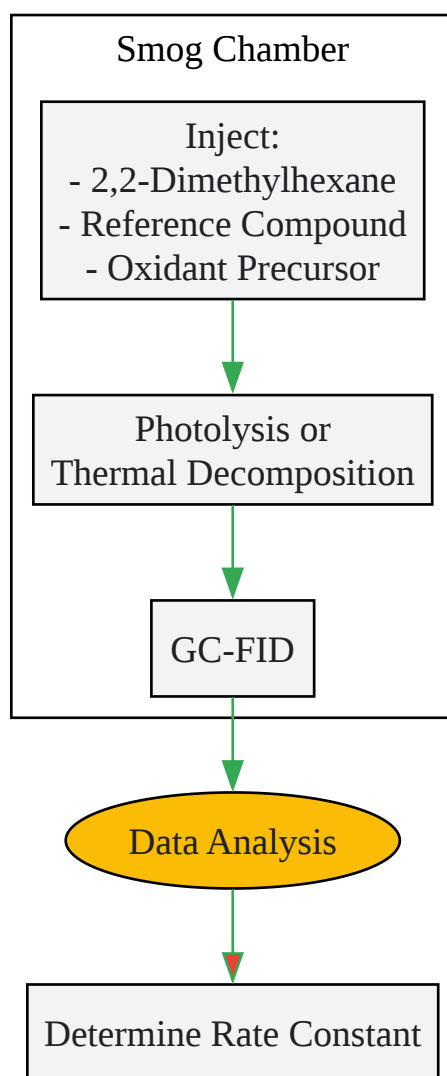 Smog Chamber
Inject:
- 2,2-Dimethylhexane
- Reference Compound
- Oxidant Precursor
Photolysis or
Thermal Decomposition
GC-FID
Data Analysis
Determine Rate Constant